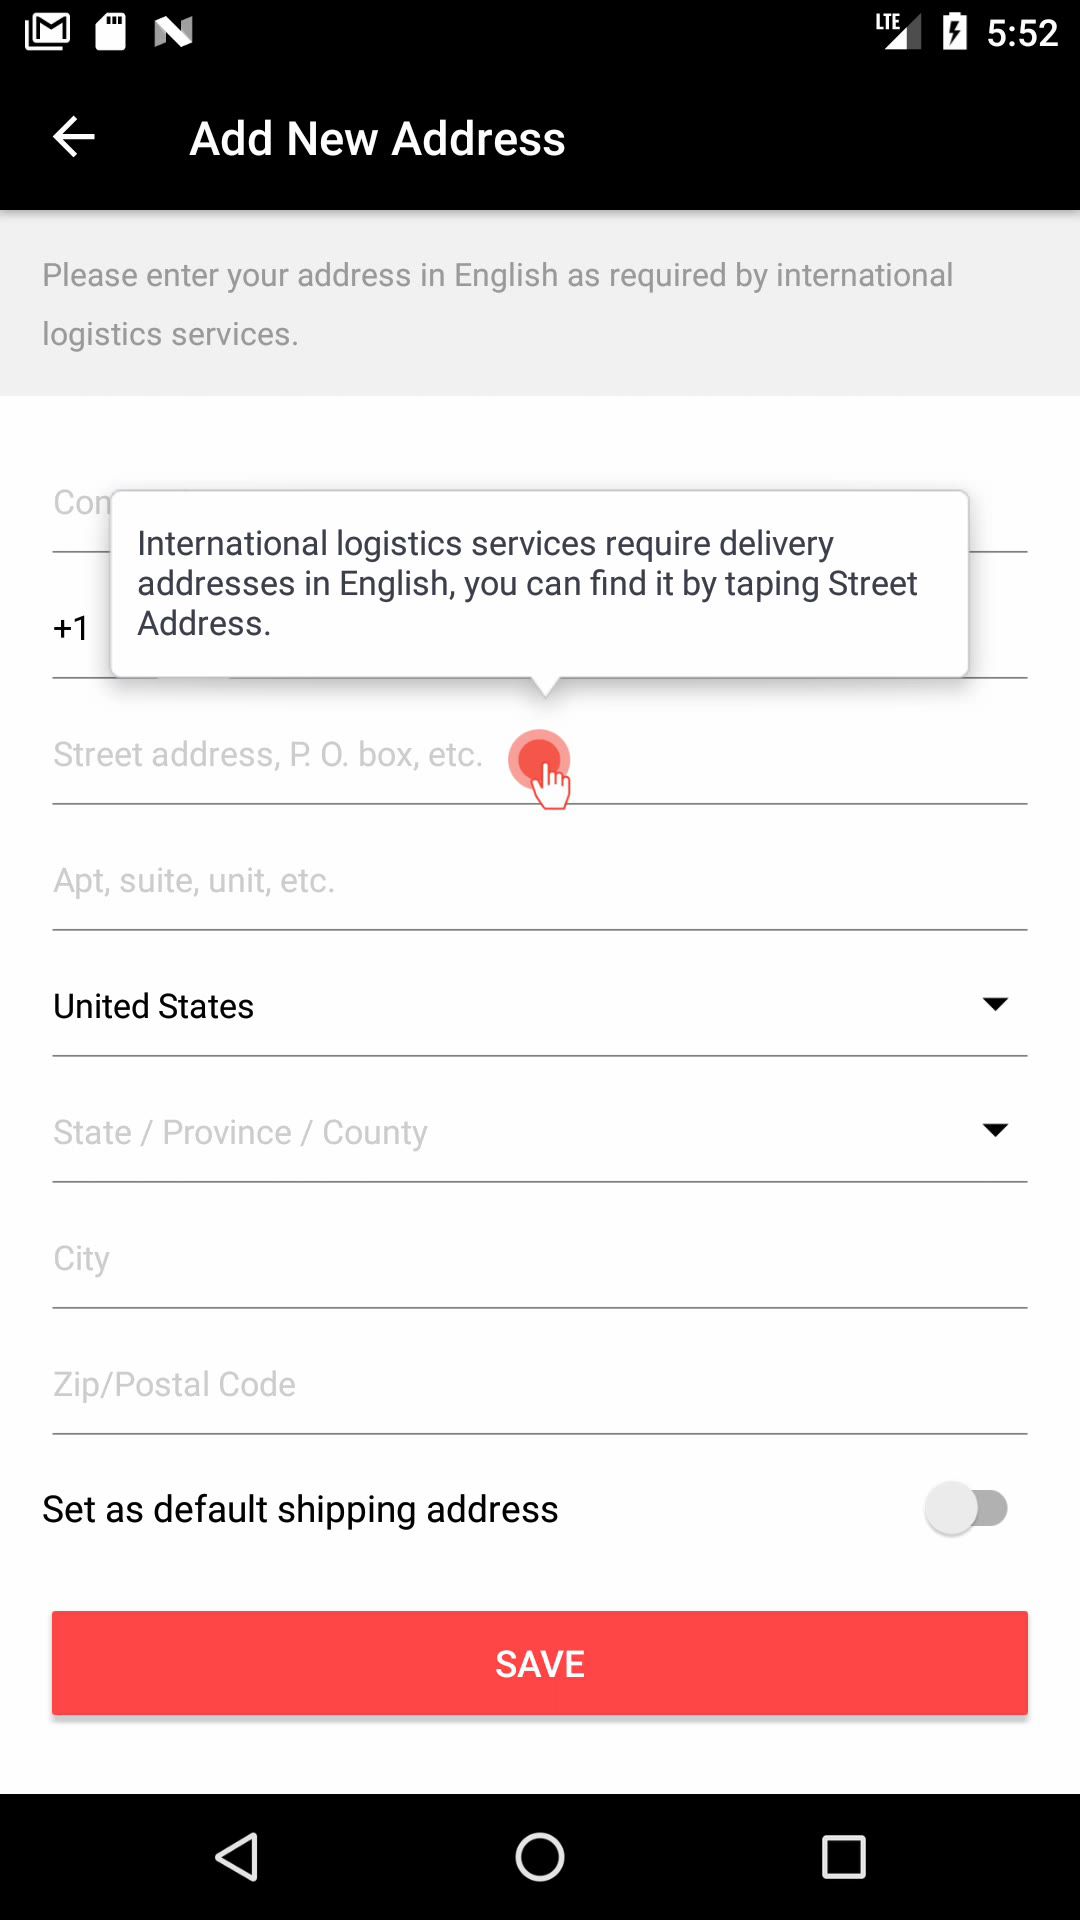 LTE 5:52
Add New Address
Please enter your address in English as required by international
logistics services.
International logistics services require delivery
addresses in English, you can find it by taping Street
Address.
+1
Street address, P. O. box, etc.
Apt, suite, unit, etc.
United States
State / Province / County
City
Zip/Postal Code
Set as default shipping address
SAVE